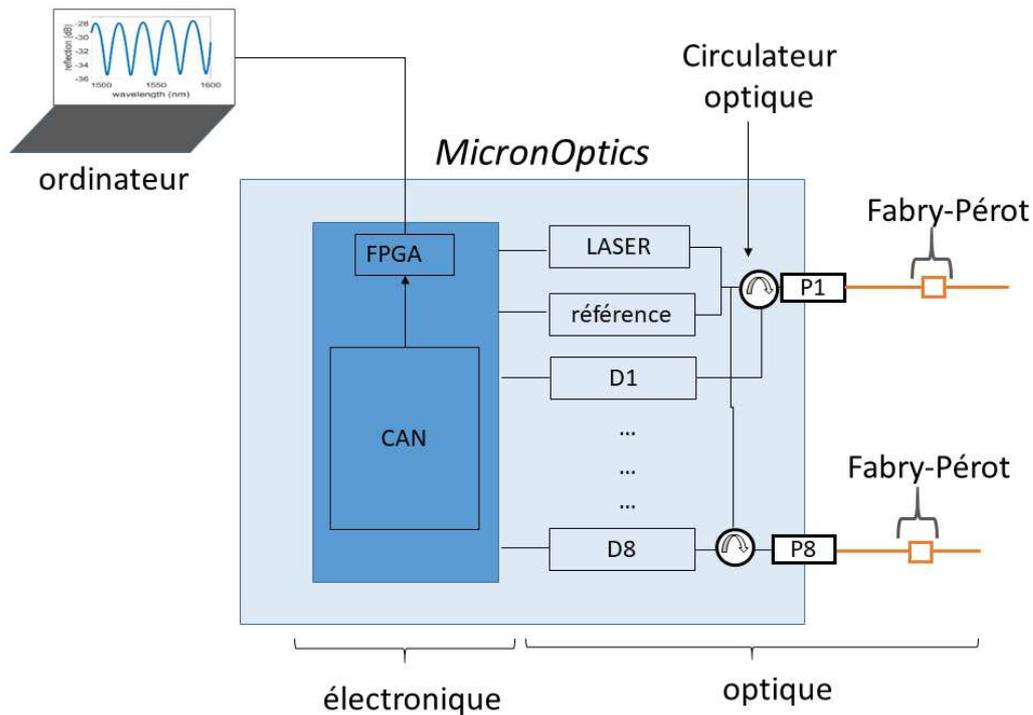 -28
-30
-32
-34
-36
reflection (dB)
1500 1550 1600
wavelength (nm)
ordinateur
Circulateur
optique
MicronOptics
Fabry-Pérot
FPGA
LASER
P1
référence
D1
CAN
...
...
...
Fabry-Pérot
D8
P8
électronique
optique